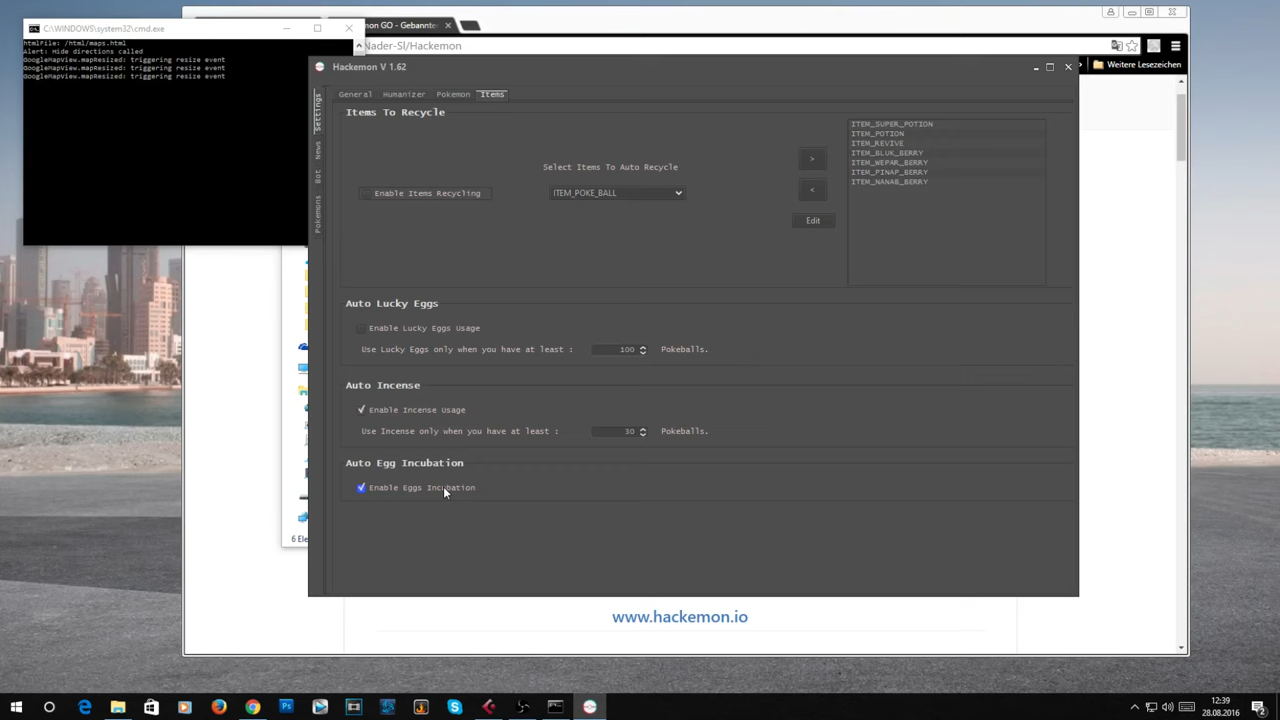 C:\WINDOWS\system32\cmd.exe
mon GO - Gebannte
htmlFile: /html/maps.html
Alert: Hide directions called
GoogleMapView.mapResized: triggering resize event
GoogleMapView.mapResized: triggering resize event
GoogleMapView.mapResized: triggering resize event
Nader-SI/Hackemon
Weitere Lesezeichen
Hackemon V 1.62
General
Humanizer
Pokemon
Items
Settings
News
Bot
Pokemons
Items To Recycle
Select Items To Auto Recycle
Enable Items Recycling
ITEM_POKE_BALL
>
<
Edit
ITEM_SUPER_POTION
ITEM_POTION
ITEM_REVIVE
ITEM_BLUK_BERRY
ITEM_WEPAR_BERRY
ITEM_PINAP_BERRY
ITEM_NANAB_BERRY
Auto Lucky Eggs
Enable Lucky Eggs Usage
Use Lucky Eggs only when you have at least : 100 Pokeballs.
Auto Incense
Enable Incense Usage
Use Incense only when you have at least : 30 Pokeballs.
Auto Egg Incubation
Enable Eggs Incubation
6 Ele
www.hackemon.io
12:39
28.08.2016
2